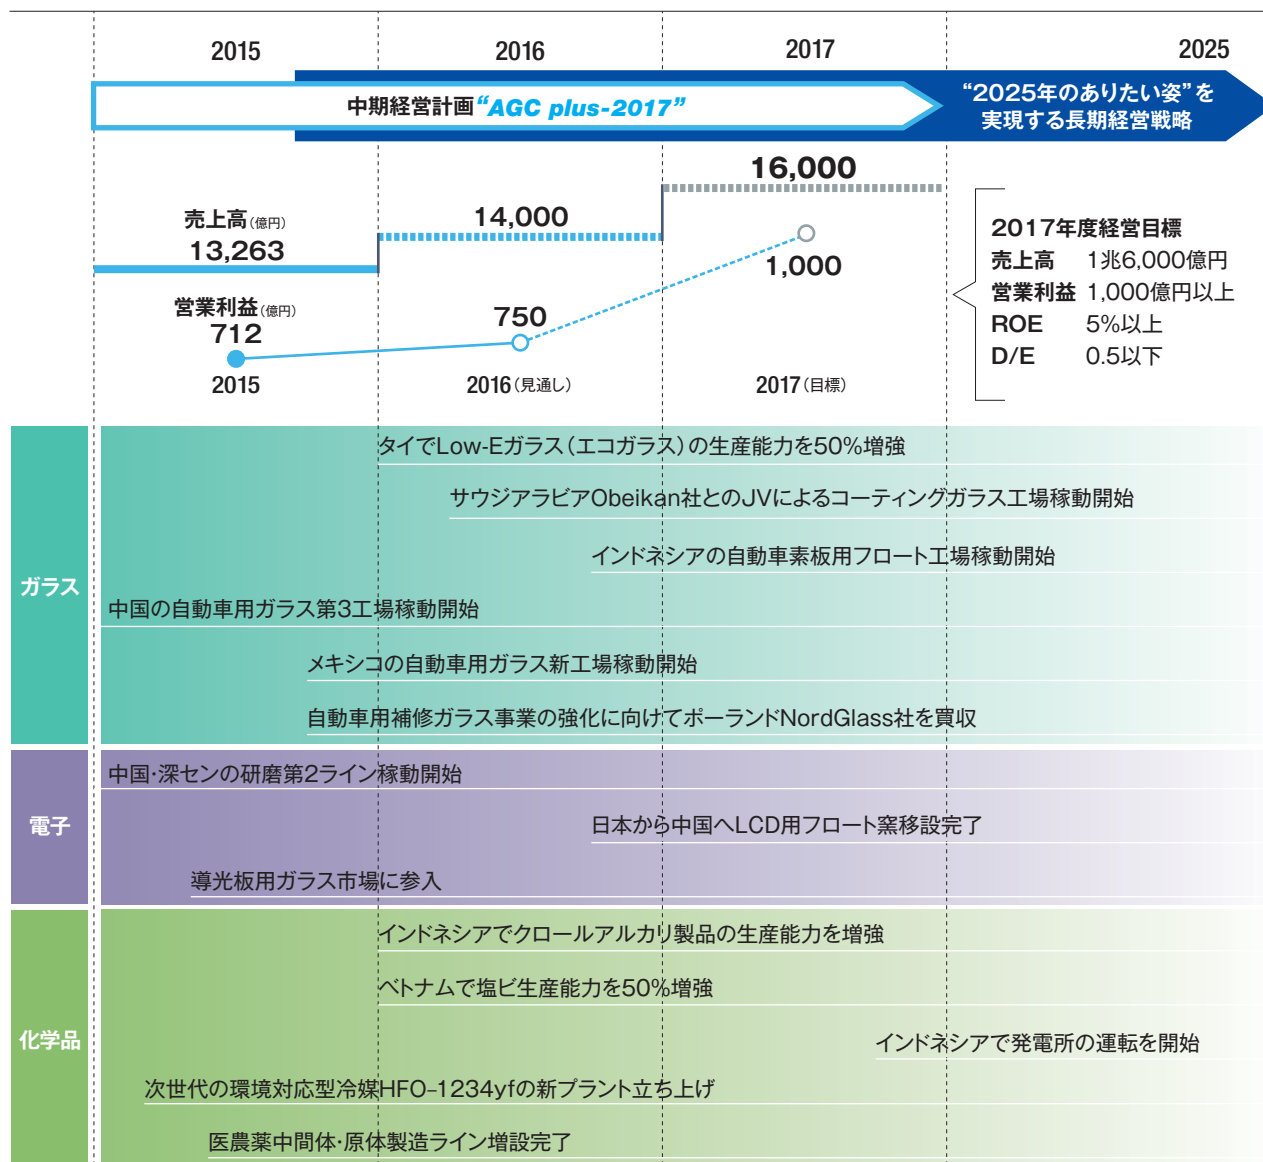 2015
2016
2017
2025
中期経営計画“AGC plus-2017”
“2025年のありたい姿”を
実現する長期経営戦略
売上高(億円)
13,263
14,000
16,000
営業利益(億円)
712
750
1,000
2015
2016(見通し)
2017(目標)
2017年度経営目標
売上高 1兆6,000億円
営業利益 1,000億円以上
ROE 5%以上
D/E 0.5以下
ガラス
タイでLow-Eガラス(エコガラス)の生産能力を50%増強
サウジアラビアObeikan社とのJVによるコーティングガラス工場稼動開始
インドネシアの自動車素板用フロート工場稼動開始
中国の自動車用ガラス第3工場稼動開始
メキシコの自動車用ガラス新工場稼動開始
自動車用補修ガラス事業の強化に向けてポーランドNordGlass社を買収
電子
中国・深センの研磨第2ライン稼動開始
日本から中国へLCD用フロート窯移設完了
導光板用ガラス市場に参入
化学品
インドネシアでクロールアルカリ製品の生産能力を増強
ベトナムで塩ビ生産能力を50%増強
インドネシアで発電所の運転を開始
次世代の環境対応型冷媒HFO–1234yfの新プラント立ち上げ
医農薬中間体・原体製造ライン増設完了